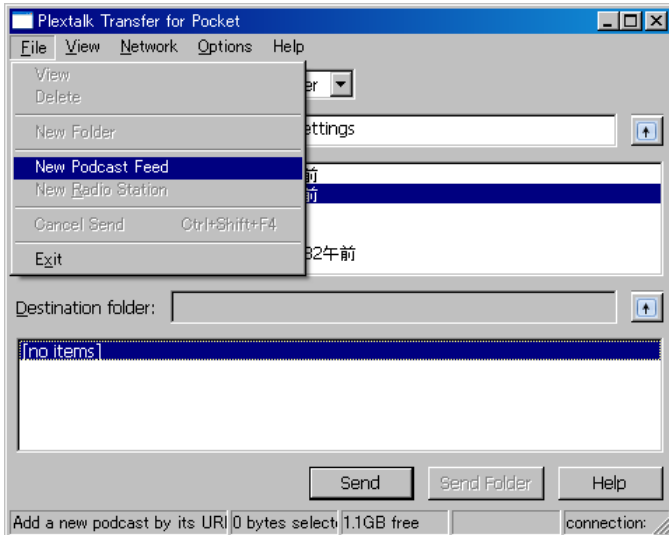 Plextalk Transfer for Pocket
File View Network Options Help
View
Delete
New Folder
New Podcast Feed
New Radio Station
Cancel Send Ctrl+Shift+F4
Exit
er
ettings
前
前
32午前
Destination folder:
[no items]
Send Send Folder Help
Add a new podcast by its URI 0 bytes select 1.1GB free connection: